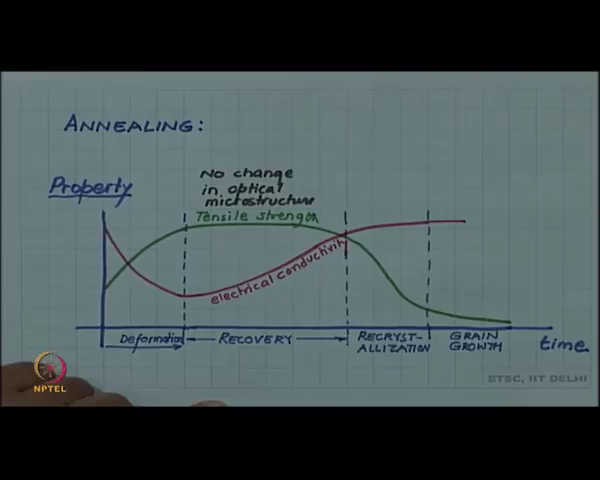 ANNEALING:
Property
No change
in optical
microstructure
Tensile strength
electrical conductivity
Deformation
RECOVERY
RECRYST-
ALLIZATION
GRAIN
GROWTH
time
NPTEL
ETSC, IIT DELHI